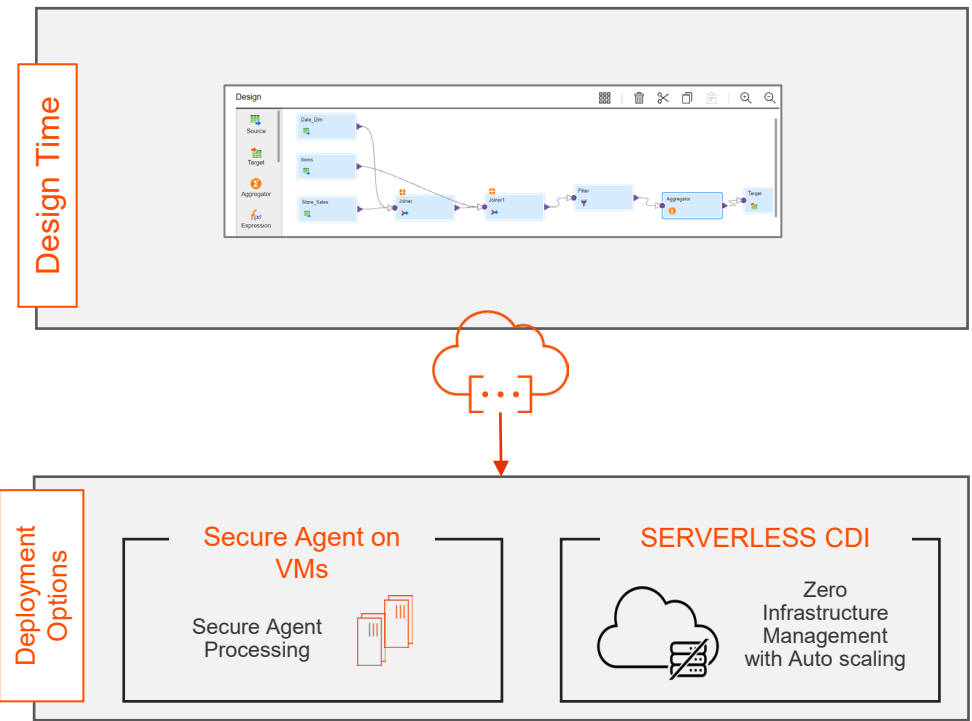 Design Time
Design
Source
Target
Aggregator
f(x)
Expression
Date_Dim
Items
Store_Sales
Joiner
Joiner1
Filter
Aggregator
Target
Deployment
Options
Secure Agent on
VMs
Secure Agent
Processing
SERVERLESS CDI
Zero
Infrastructure
Management
with Auto scaling